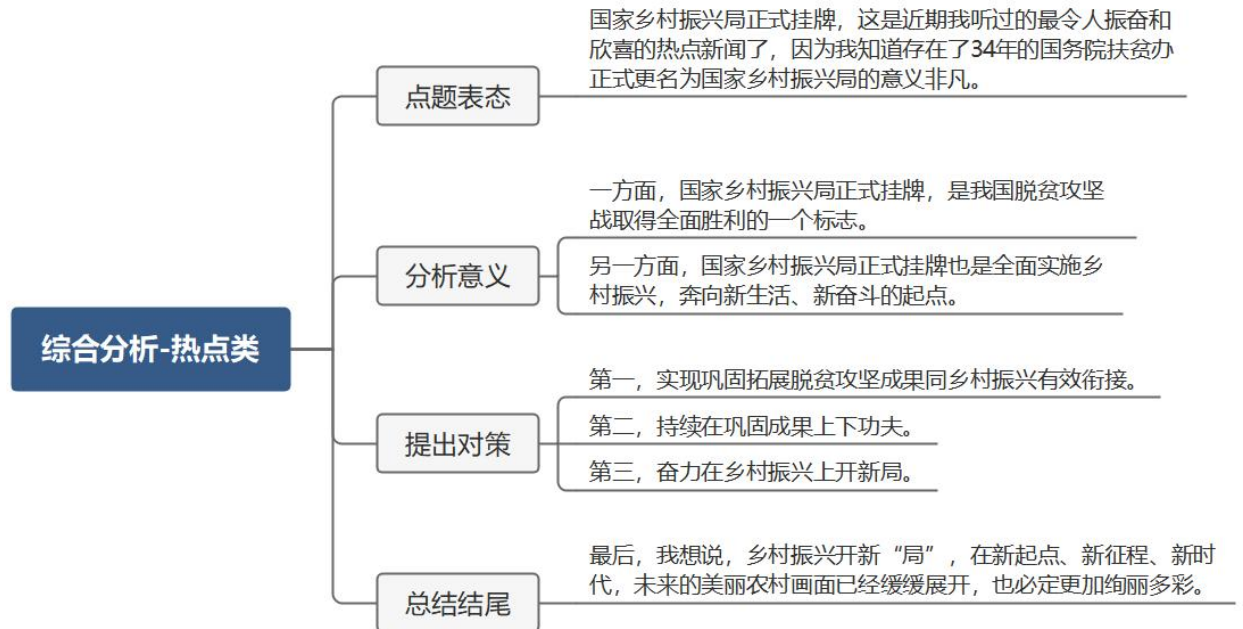 综合分析-热点类
点题表态
国家乡村振兴局正式挂牌，这是近期我听过的最令人振奋和
欣喜的热点新闻了，因为我知道存在了34年的国务院扶贫办
正式更名为国家乡村振兴局的意义非凡。
分析意义
一方面，国家乡村振兴局正式挂牌，是我国脱贫攻坚
战取得全面胜利的一个标志。
另一方面，国家乡村振兴局正式挂牌也是全面实施乡
村振兴，奔向新生活、新奋斗的起点。
提出对策
第一，实现巩固拓展脱贫攻坚成果同乡村振兴有效衔接。
第二，持续在巩固成果上下功夫。
第三，奋力在乡村振兴上开新局。
总结结尾
最后，我想说，乡村振兴开新“局”，在新起点、新征程、新时
代，未来的美丽农村画面已经缓缓展开，也必定更加绚丽多彩。